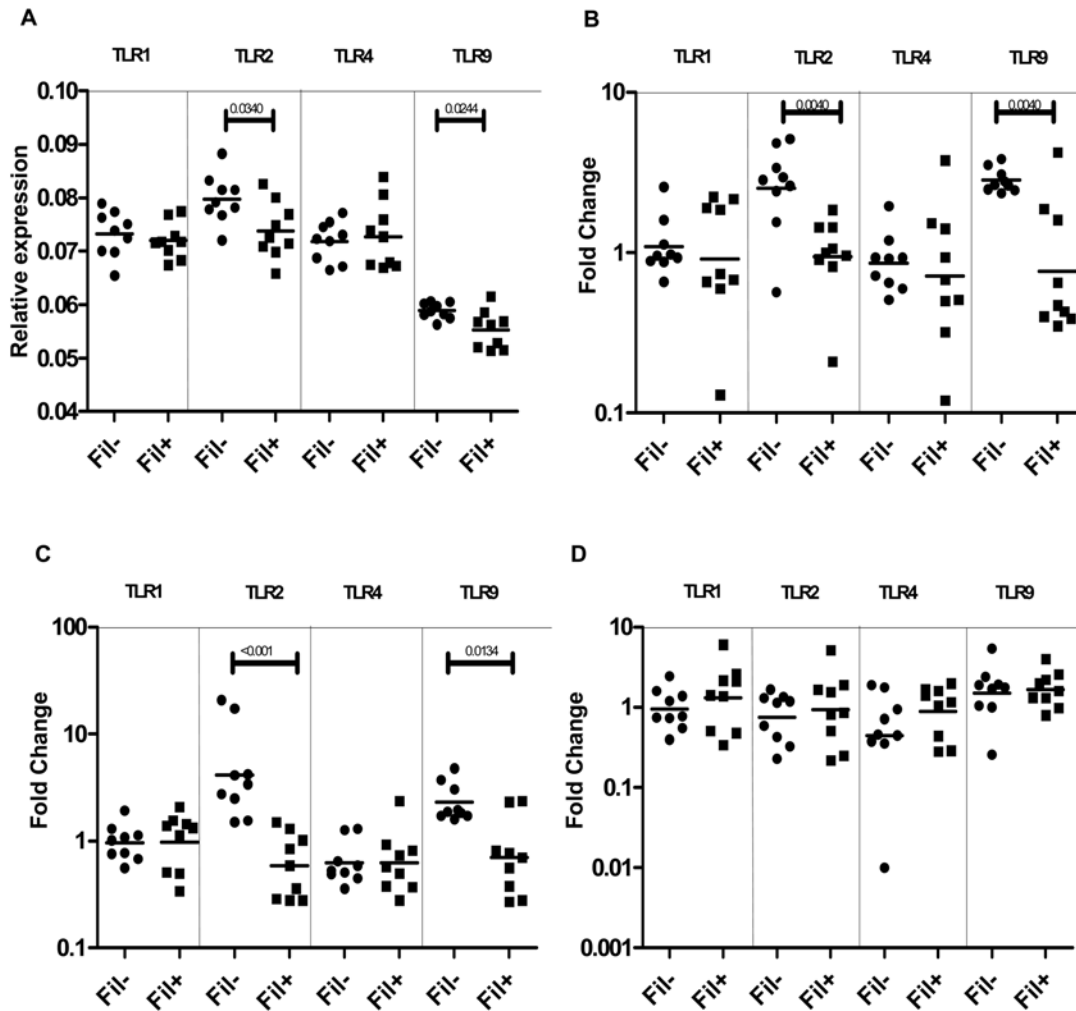 A
TLR1 TLR2 TLR4 TLR9
0.10
0.09
0.08
0.07
0.06
0.05
0.04
Relative expression
0.0340 0.0244
Fil- Fil+ Fil- Fil+ Fil- Fil+ Fil- Fil+
B
TLR1 TLR2 TLR4 TLR9
10
1
0.1
Fold Change
0.0040 0.0040
Fil- Fil+ Fil- Fil+ Fil- Fil+ Fil- Fil+
C
TLR1 TLR2 TLR4 TLR9
100
10
1
0.1
Fold Change
<0.001 0.0134
Fil- Fil+ Fil- Fil+ Fil- Fil+ Fil- Fil+
D
TLR1 TLR2 TLR4 TLR9
10
1
0.1
0.01
0.001
Fold Change
Fil- Fil+ Fil- Fil+ Fil- Fil+ Fil- Fil+